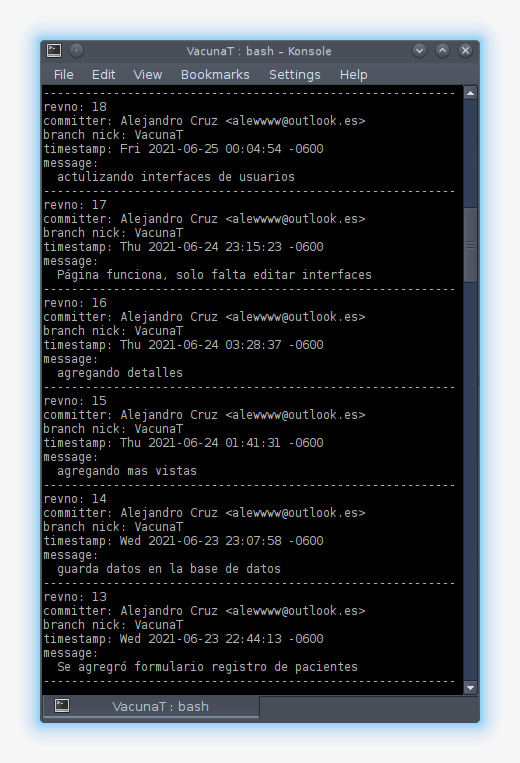 VacunaT : bash – Konsole
File Edit View Bookmarks Settings Help
-----------------------------------------------------------
revno: 18
committer: Alejandro Cruz <alewwww@outlook.es>
branch nick: VacunaT
timestamp: Fri 2021-06-25 00:04:54 -0600
message:
  actulizando interfaces de usuarios
-----------------------------------------------------------
revno: 17
committer: Alejandro Cruz <alewwww@outlook.es>
branch nick: VacunaT
timestamp: Thu 2021-06-24 23:15:23 -0600
message:
  Página funciona, solo falta editar interfaces
-----------------------------------------------------------
revno: 16
committer: Alejandro Cruz <alewwww@outlook.es>
branch nick: VacunaT
timestamp: Thu 2021-06-24 03:28:37 -0600
message:
  agregando detalles
-----------------------------------------------------------
revno: 15
committer: Alejandro Cruz <alewwww@outlook.es>
branch nick: VacunaT
timestamp: Thu 2021-06-24 01:41:31 -0600
message:
  agregando mas vistas
-----------------------------------------------------------
revno: 14
committer: Alejandro Cruz <alewwww@outlook.es>
branch nick: VacunaT
timestamp: Wed 2021-06-23 23:07:58 -0600
message:
  guarda datos en la base de datos
-----------------------------------------------------------
revno: 13
committer: Alejandro Cruz <alewwww@outlook.es>
branch nick: VacunaT
timestamp: Wed 2021-06-23 22:44:13 -0600
message:
  Se agregró formulario registro de pacientes
-----------------------------------------------------------
VacunaT : bash